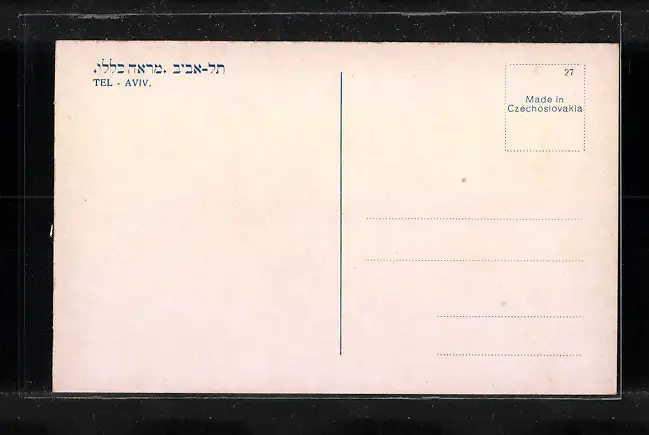 תל-אביב, מראה כללי.
TEL - AVIV.
27
Made in
Czechoslovakia